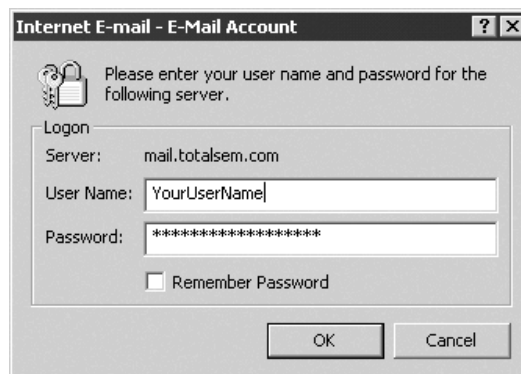 Internet E-mail - E-Mail Account ? X
Please enter your user name and password for the
following server.
Logon
Server: mail.totalsem.com
User Name: YourUserName
Password: ******************
Remember Password
OK Cancel